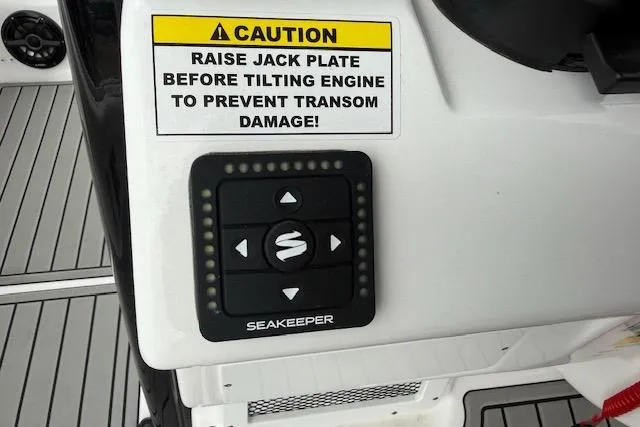 CAUTION
RAISE JACK PLATE
BEFORE TILTING ENGINE
TO PREVENT TRANSOM
DAMAGE!
SEAKEEPER